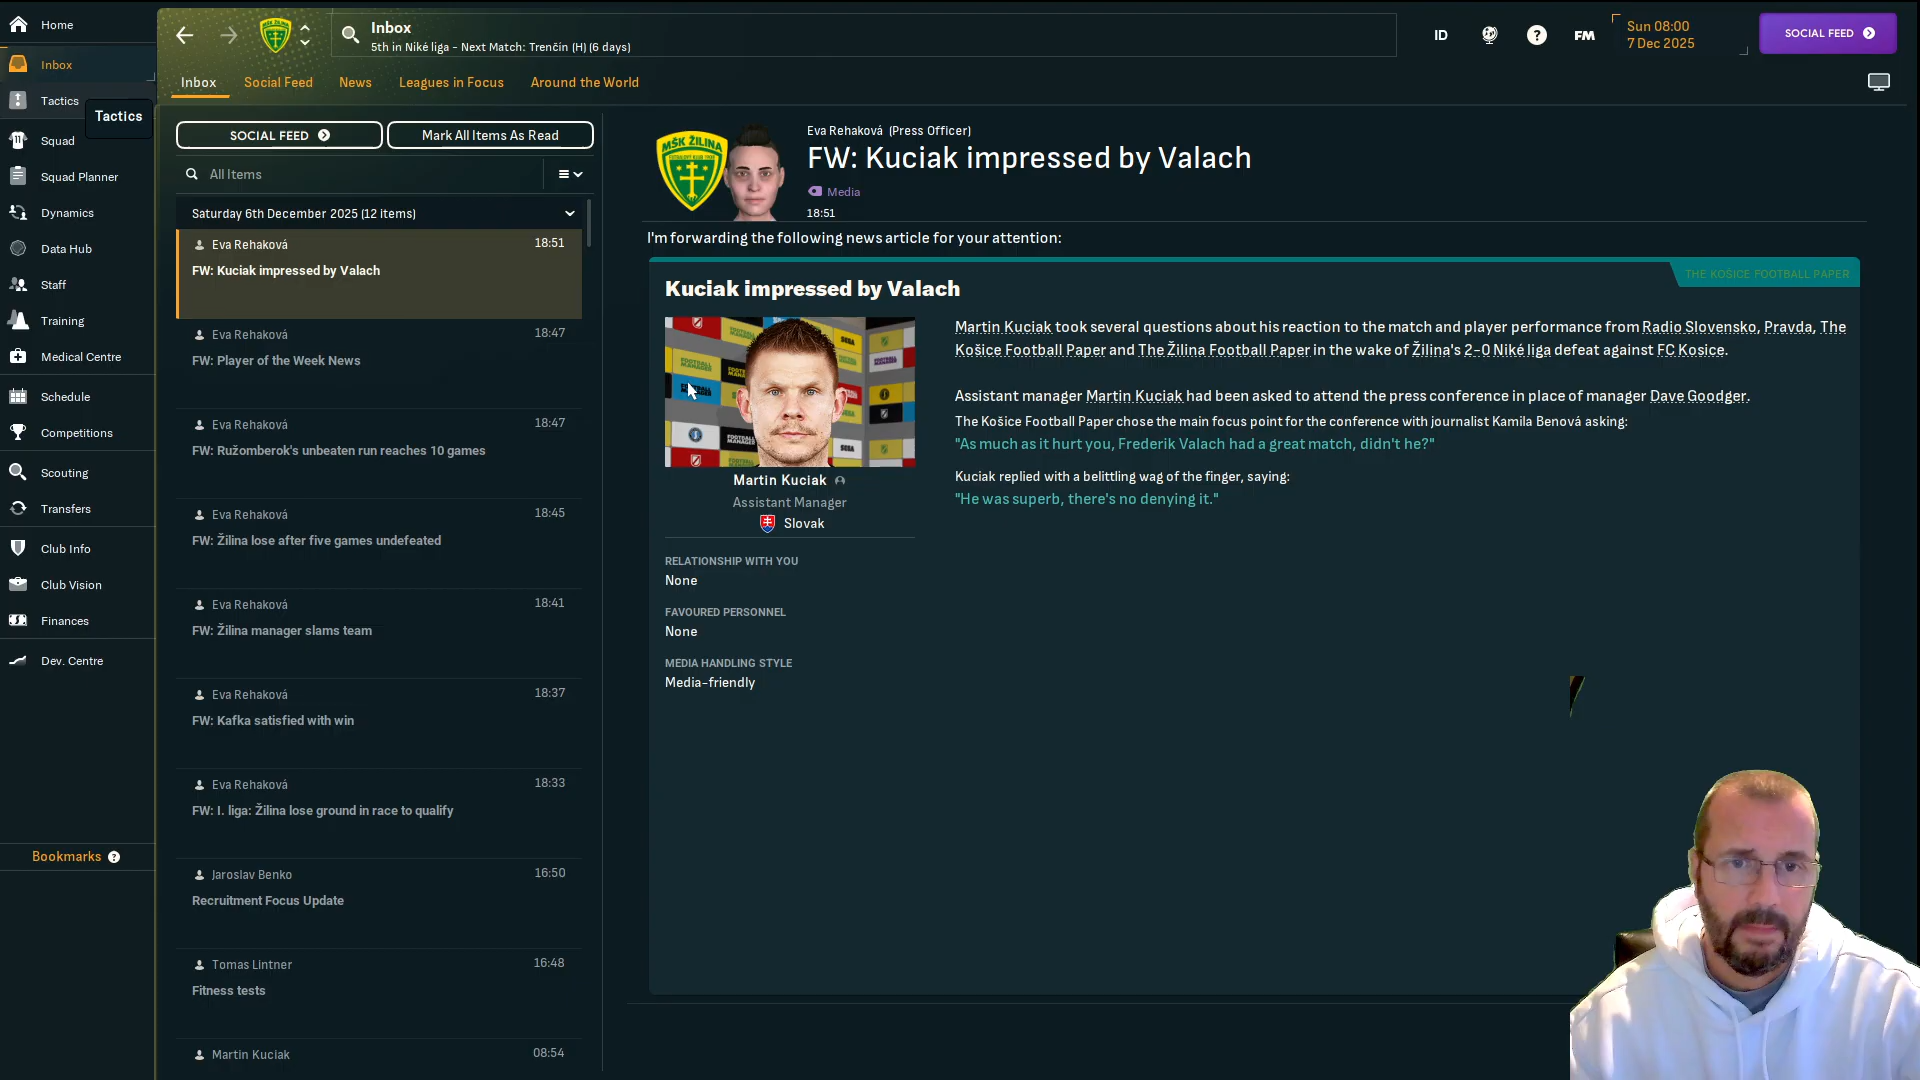 Home
Inbox
Tactics
Tactics
Squad
Squad Planner
Dynamics
Data Hub
Staff
Training
Medical Centre
Schedule
Competitions
Scouting
Transfers
Club Info
Club Vision
Finances
Dev. Centre
Bookmarks ?
Inbox
5th in Niké liga - Next Match: Trenčín (H) (6 days)
ID
?
FM
Sun 08:00
7 Dec 2025
SOCIAL FEED
Inbox
Social Feed
News
Leagues in Focus
Around the World
SOCIAL FEED
Mark All Items As Read
All Items
Saturday 6th December 2025 (12 items)
Eva Rehaková 18:51
FW: Kuciak impressed by Valach
Eva Rehaková 18:47
FW: Player of the Week News
Eva Rehaková 18:47
FW: Ružomberok's unbeaten run reaches 10 games
Eva Rehaková 18:45
FW: Žilina lose after five games undefeated
Eva Rehaková 18:41
FW: Žilina manager slams team
Eva Rehaková 18:37
FW: Kafka satisfied with win
Eva Rehaková 18:33
FW: I. liga: Žilina lose ground in race to qualify
Jaroslav Benko 16:50
Recruitment Focus Update
Tomas Lintner 16:48
Fitness tests
Martin Kuciak 08:54
MŠK ŽILINA
Eva Rehaková (Press Officer)
FW: Kuciak impressed by Valach
Media
18:51
I'm forwarding the following news article for your attention:
THE KOŠICE FOOTBALL PAPER
Kuciak impressed by Valach
Martin Kuciak took several questions about his reaction to the match and player performance from Radio Slovensko, Pravda, The
Košice Football Paper and The Žilina Football Paper in the wake of Žilina's 2-0 Niké liga defeat against FC Kosice.
Assistant manager Martin Kuciak had been asked to attend the press conference in place of manager Dave Goodger.
The Košice Football Paper chose the main focus point for the conference with journalist Kamila Benová asking:
"As much as it hurt you, Frederik Valach had a great match, didn't he?"
Kuciak replied with a belittling wag of the finger, saying:
"He was superb, there's no denying it."
Martin Kuciak
Assistant Manager
Slovak
RELATIONSHIP WITH YOU
None
FAVOURED PERSONNEL
None
MEDIA HANDLING STYLE
Media-friendly